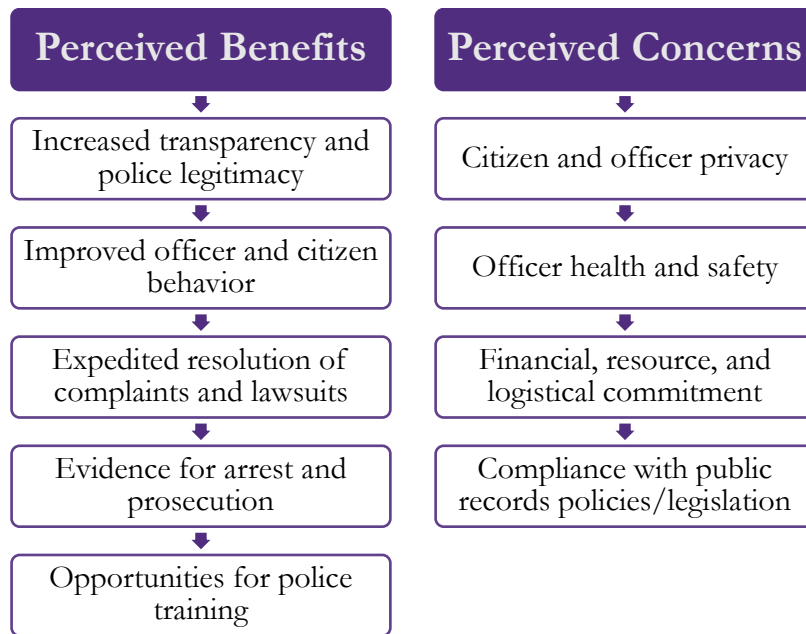 Perceived Benefits
Increased transparency and
police legitimacy
Improved officer and citizen
behavior
Expedited resolution of
complaints and lawsuits
Evidence for arrest and
prosecution
Opportunities for police
training
Perceived Concerns
Citizen and officer privacy
Officer health and safety
Financial, resource, and
logistical commitment
Compliance with public
records policies/legislation